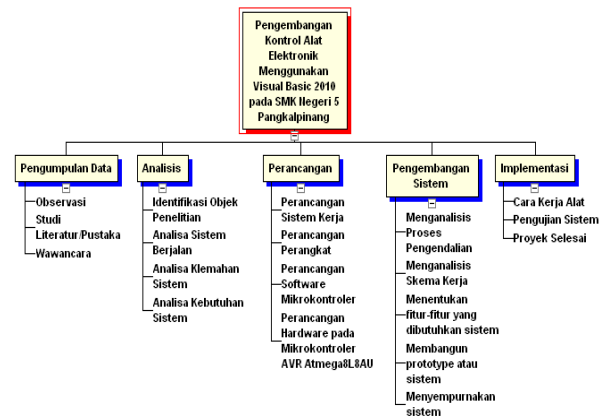 Pengembangan
Kontrol Alat
Elektronik
Menggunakan
Visual Basic 2010
pada SMK Negeri 5
Pangkalpinang
Pengumpulan Data
Observasi
Studi
Literatur/Pustaka
Wawancara
Analisis
Identifikasi Objek
Penelitian
Analisa Sistem
Berjalan
Analisa Klemahan
Sistem
Analisa Kebutuhan
Sistem
Perancangan
Perancangan
Sistem Kerja
Perancangan
Perangkat
Perancangan
Software
Mikrokontroler
Perancangan
Hardware pada
Mikrokontroler
AVR Atmega8L8AU
Pengembangan
Sistem
Menganalisis
Proses
Pengendalian
Menganalisis
Skema Kerja
Menentukan
fitur-fitur yang
dibutuhkan sistem
Membangun
prototype atau
sistem
Menyempurnakan
sistem
Implementasi
Cara Kerja Alat
Pengujian Sistem
Proyek Selesai